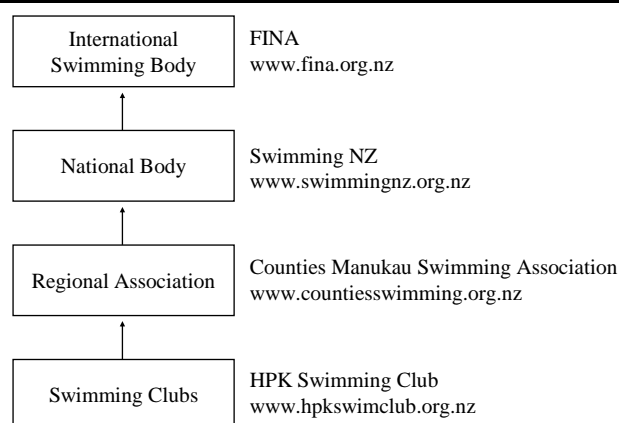 International
Swimming Body
FINA
www.fina.org.nz
National Body
Swimming NZ
www.swimmingnz.org.nz
Regional Association
Counties Manukau Swimming Association
www.countiesswimming.org.nz
Swimming Clubs
HPK Swimming Club
www.hpkswimclub.org.nz